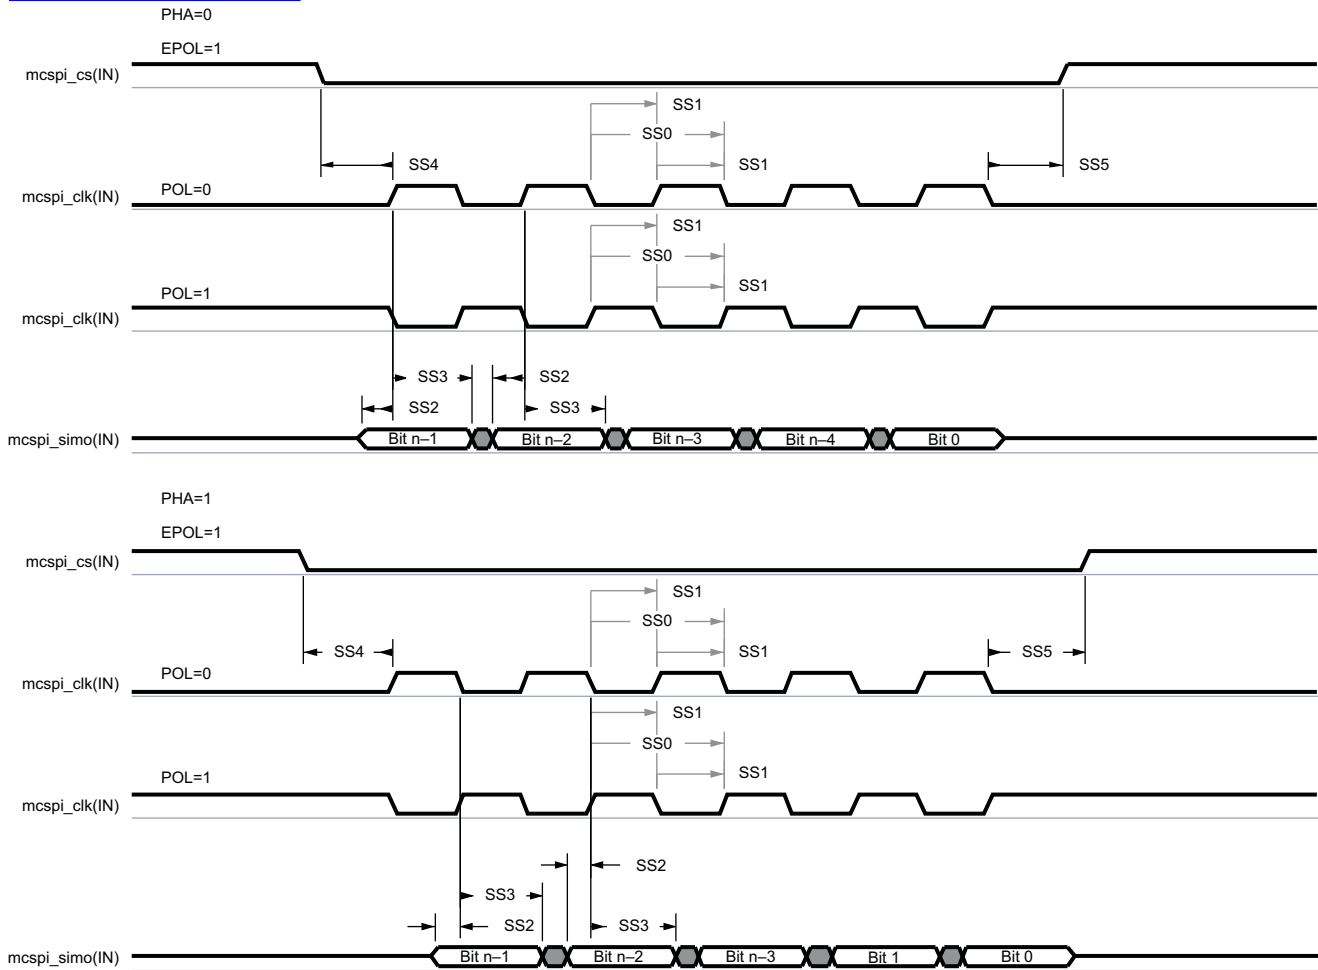 PHA=0
EPOL=1
mcspi_cs(IN)
SS1
SS0
SS4
SS1
SS5
POL=0
mcspi_clk(IN)
SS1
SS0
SS1
POL=1
mcspi_clk(IN)
SS3
SS2
SS2
SS3
mcspi_simo(IN)
Bit n–1
Bit n–2
Bit n–3
Bit n–4
Bit 0
PHA=1
EPOL=1
mcspi_cs(IN)
SS1
SS0
SS4
SS1
SS5
POL=0
mcspi_clk(IN)
SS1
SS0
SS1
POL=1
mcspi_clk(IN)
SS2
SS3
SS2
SS3
mcspi_simo(IN)
Bit n–1
Bit n–2
Bit n–3
Bit 1
Bit 0